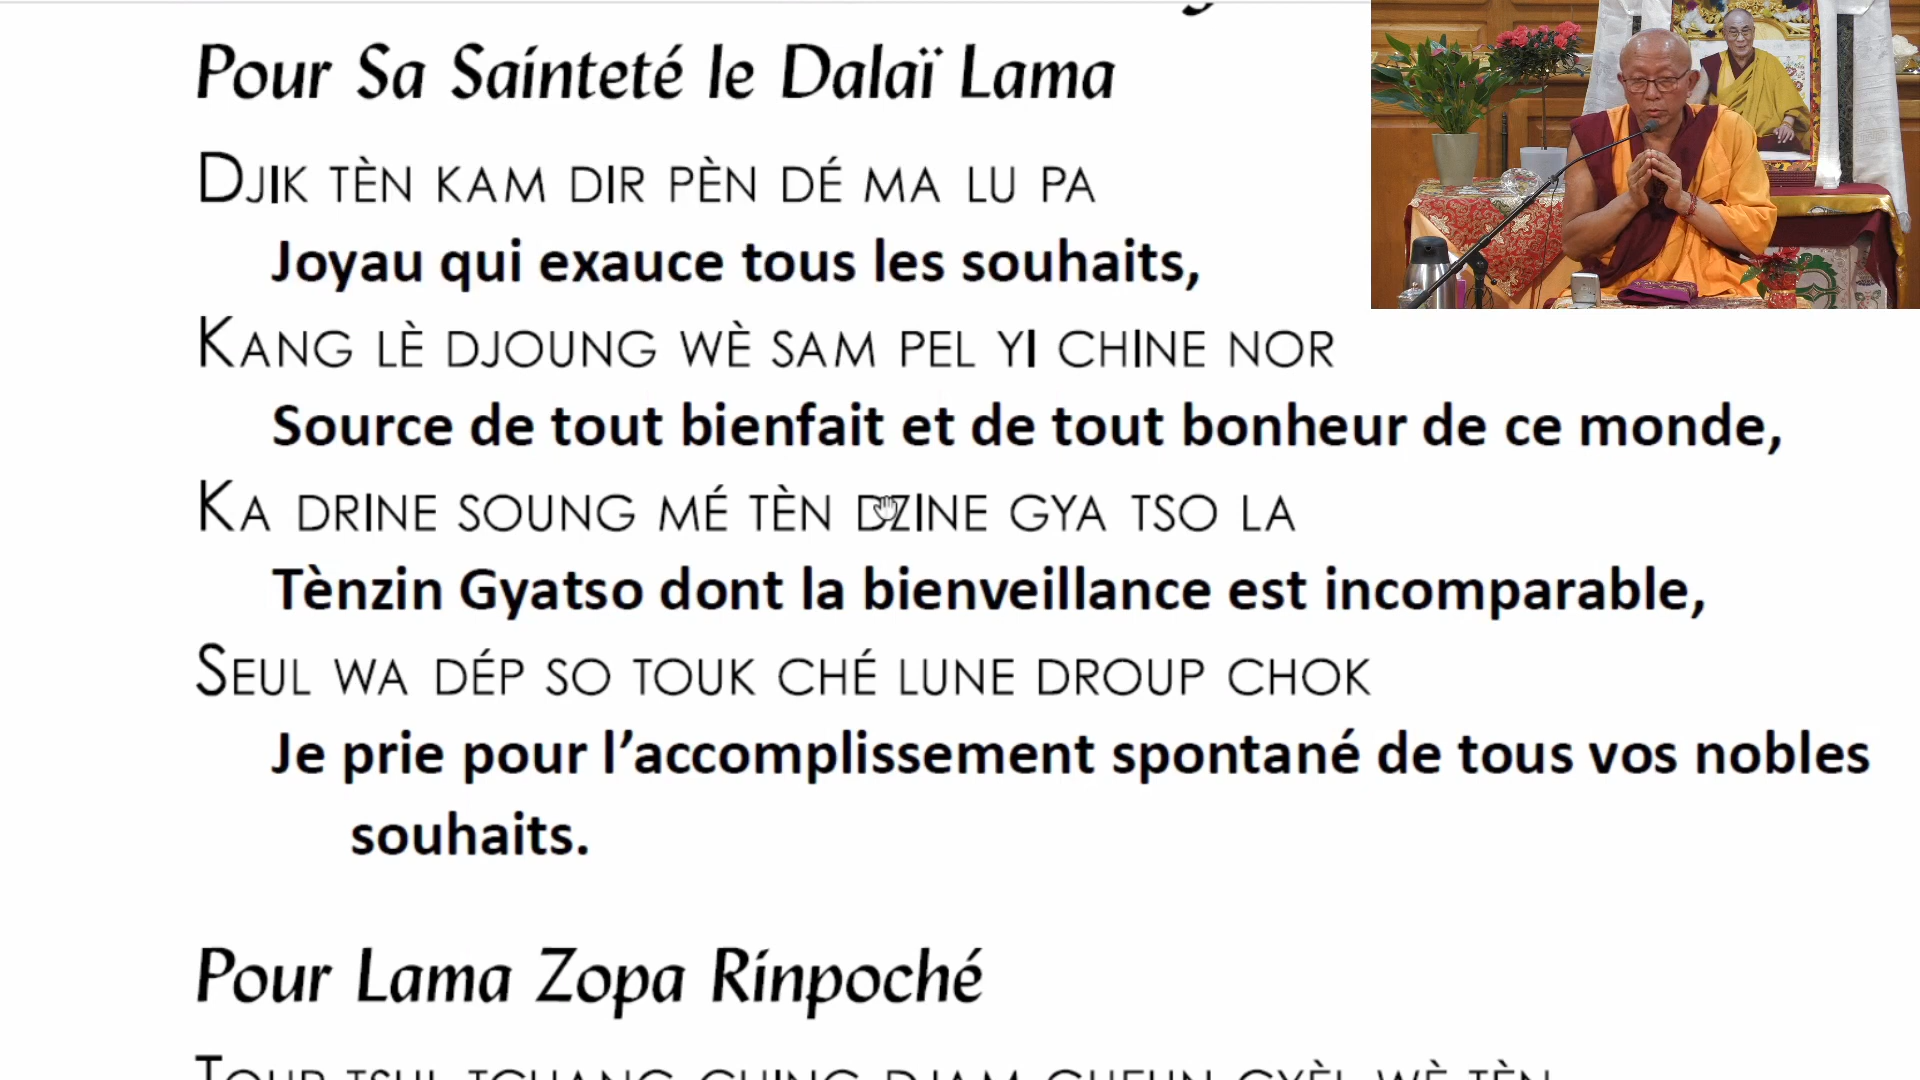 Pour Sa Sainteté le Dalaï Lama
DJIK TÈN KAM DIR PÈN DÉ MA LU PA
Joyau qui exauce tous les souhaits,
KANG LÈ DJOUNG WÈ SAM PEL YI CHINE NOR
Source de tout bienfait et de tout bonheur de ce monde,
KA DRINE SOUNG MÉ TÈN DZINE GYA TSO LA
Tènzin Gyatso dont la bienveillance est incomparable,
SEUL WA DÉP SO TOUK CHÉ LUNE DROUP CHOK
Je prie pour l’accomplissement spontané de tous vos nobles
souhaits.
Pour Lama Zopa Rinpoché